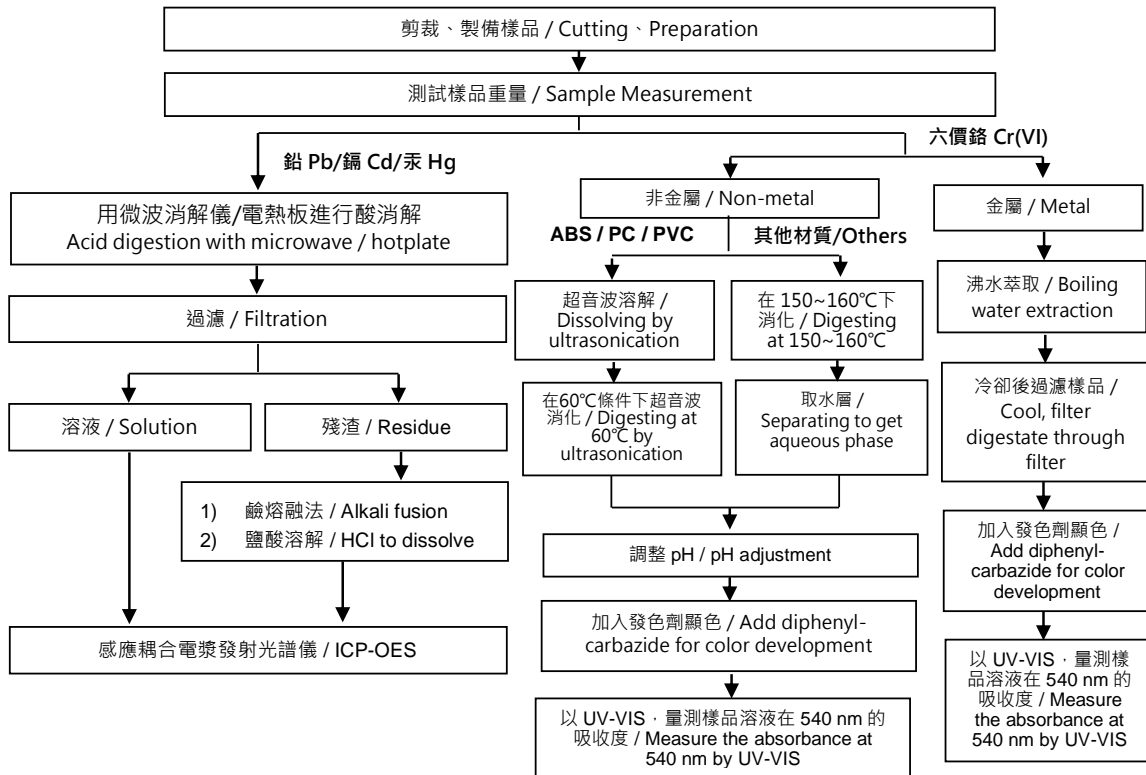 剪裁、製備樣品 / Cutting、Preparation
測試樣品重量 / Sample Measurement
鉛 Pb/鎘 Cd/汞 Hg
六價鉻 Cr(VI)
用微波消解儀/電熱板進行酸消解
Acid digestion with microwave / hotplate
過濾 / Filtration
溶液 / Solution
殘渣 / Residue
1) 鹼熔融法 / Alkali fusion
2) 鹽酸溶解 / HCl to dissolve
感應耦合電漿發射光譜儀 / ICP-OES
非金屬 / Non-metal
ABS / PC / PVC
其他材質/Others
超音波溶解 /
Dissolving by
ultrasonication
在 150~160℃下
消化 / Digesting
at 150~160℃
在60℃條件下超音波
消化 / Digesting at
60℃ by
ultrasonication
取水層 /
Separating to get
aqueous phase
調整 pH / pH adjustment
加入發色劑顯色 / Add diphenyl-
carbazide for color development
以 UV-VIS，量測樣品溶液在 540 nm 的
吸收度 / Measure the absorbance at
540 nm by UV-VIS
金屬 / Metal
沸水萃取 / Boiling
water extraction
冷卻後過濾樣品 /
Cool, filter
digestate through
filter
加入發色劑顯色 /
Add diphenyl-
carbazide for color
development
以 UV-VIS，量測樣
品溶液在 540 nm 的
吸收度 / Measure
the absorbance at
540 nm by UV-VIS